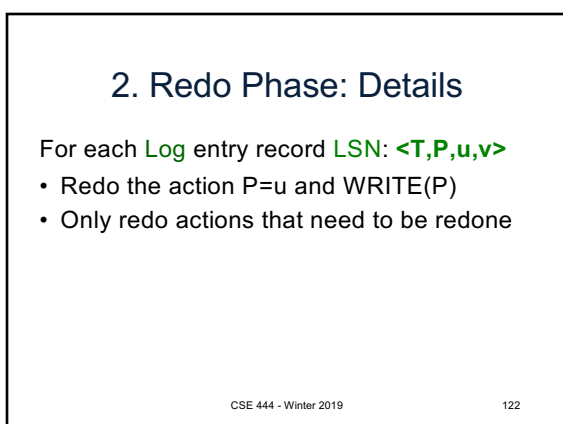 2. Redo Phase: Details
For each Log entry record LSN: <T,P,u,v>
• Redo the action P=u and WRITE(P)
• Only redo actions that need to be redone
CSE 444 - Winter 2019
122